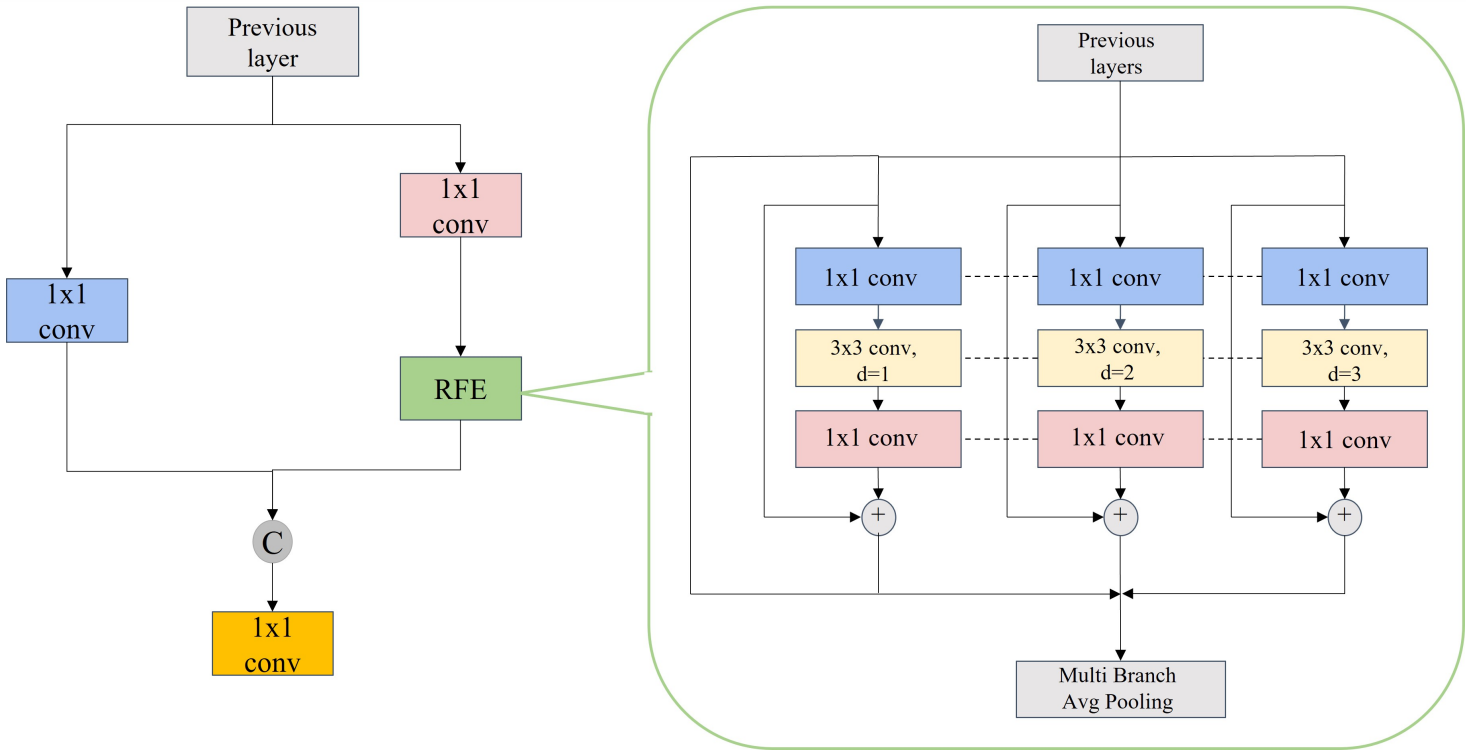 Previous
layer
1x1
conv
1x1
conv
RFE
C
1x1
conv
Previous
layers
1x1 conv
1x1 conv
1x1 conv
3x3 conv,
d=1
3x3 conv,
d=2
3x3 conv,
d=3
1x1 conv
1x1 conv
1x1 conv
+
+
+
Multi Branch
Avg Pooling